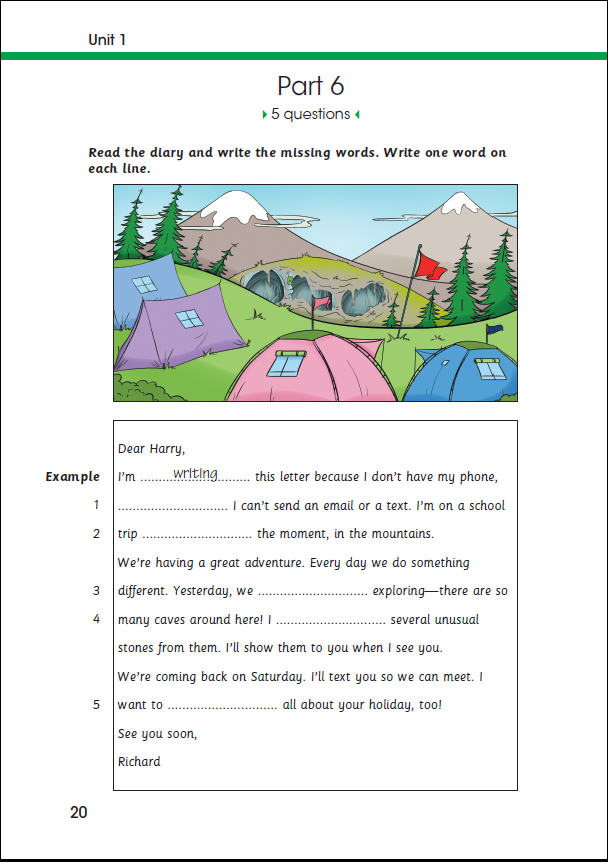 Unit 1
Part 6
5 questions
Read the diary and write the missing words. Write one word on
each line.
Dear Harry,
Example I'm ........writing........ this letter because I don't have my phone,
1 .............................. I can't send an email or a text. I'm on a school
2 trip .............................. the moment, in the mountains.
We're having a great adventure. Every day we do something
3 different. Yesterday, we .............................. exploring—there are so
4 many caves around here! I .............................. several unusual
stones from them. I'll show them to you when I see you.
We're coming back on Saturday. I'll text you so we can meet. I
5 want to .............................. all about your holiday, too!
See you soon,
Richard
20